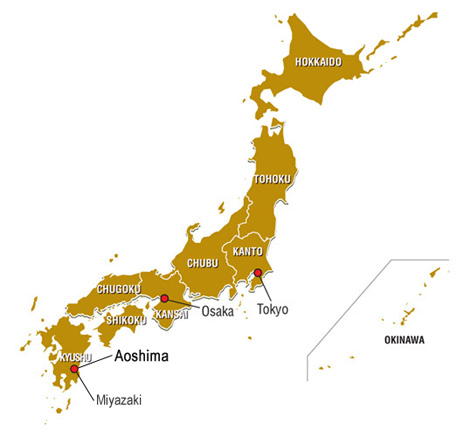 HOKKAIDO
TOHOKU
KANTO
CHUBU
CHUGOKU
Tokyo
Osaka
KANSAI
SHIKOKU
OKINAWA
KYUSHU
Aoshima
Miyazaki